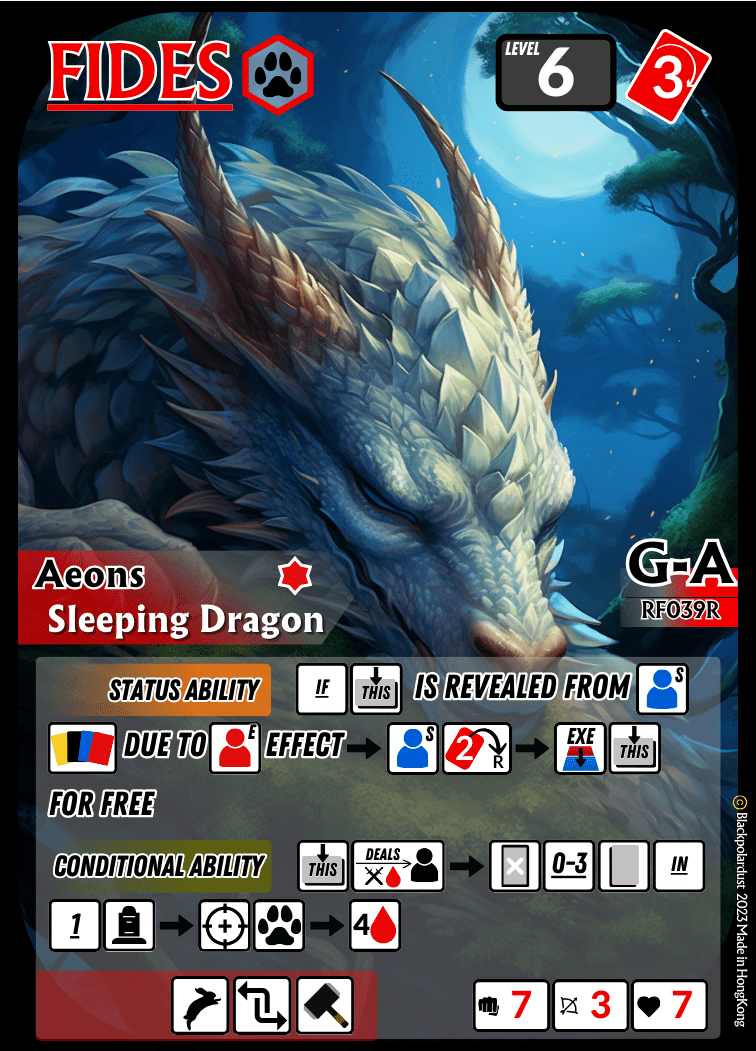 FIDES
LEVEL
6
3
Aeons
Sleeping Dragon
G-A
RF039R
STATUS ABILITY IF THIS IS REVEALED FROM S
DUE TO E EFFECT S 2 R EXE THIS
FOR FREE
CONDITIONAL ABILITY THIS DEALS 0-3 IN
1 4
7 3 7
© Blackpolardust 2023 Made in HongKong